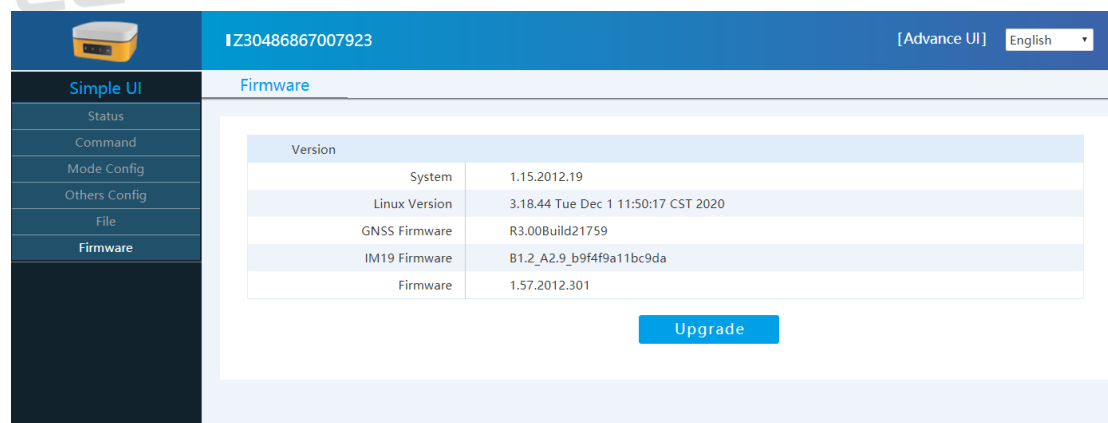 Z30486867007923
[Advance UI] English
Simple UI
Status
Command
Mode Config
Others Config
File
Firmware
Firmware
Version
System 1.15.2012.19
Linux Version 3.18.44 Tue Dec 1 11:50:17 CST 2020
GNSS Firmware R3.00Build21759
IM19 Firmware B1.2_A2.9_b9f4f9a11bc9da
Firmware 1.57.2012.301
Upgrade